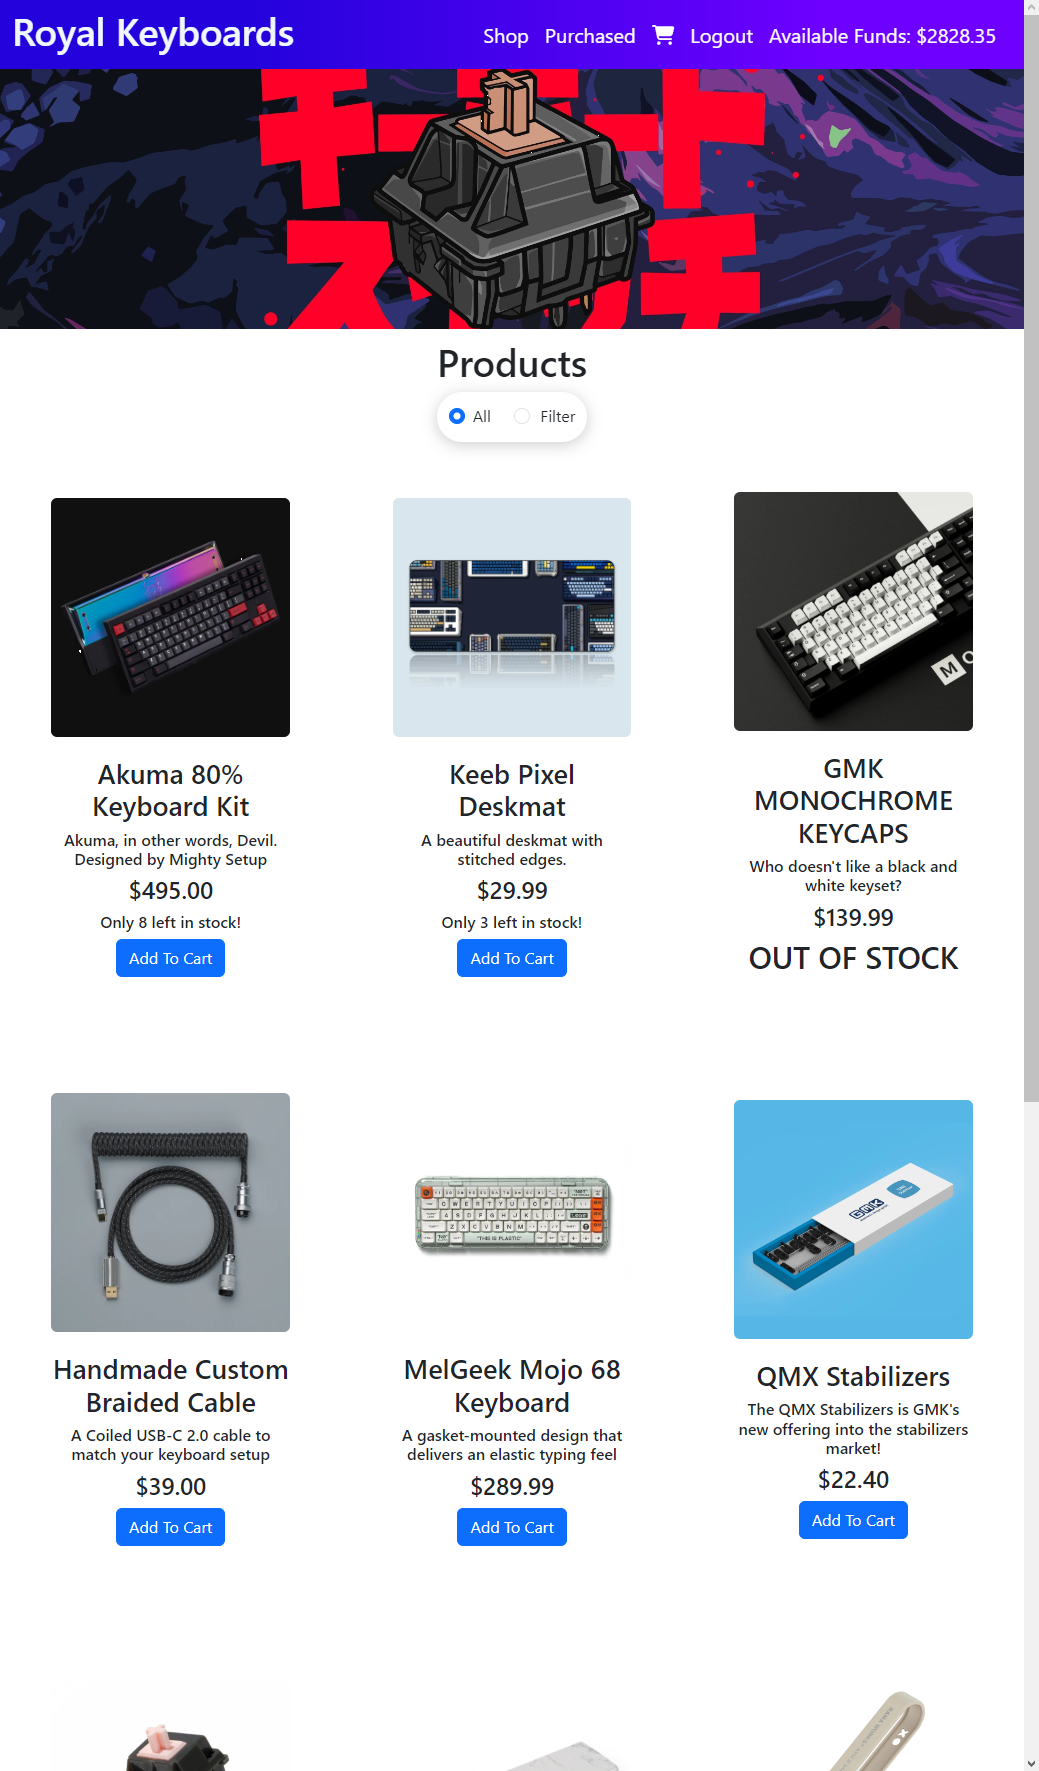 Royal Keyboards
Shop Purchased Logout Available Funds: $2828.35
Products
All Filter
Akuma 80%
Keyboard Kit
Akuma, in other words, Devil.
Designed by Mighty Setup
$495.00
Only 8 left in stock!
Add To Cart
Keeb Pixel
Deskmat
A beautiful deskmat with
stitched edges.
$29.99
Only 3 left in stock!
Add To Cart
GMK
MONOCHROME
KEYCAPS
Who doesn't like a black and
white keyset?
$139.99
OUT OF STOCK
Handmade Custom
Braided Cable
A Coiled USB-C 2.0 cable to
match your keyboard setup
$39.00
Add To Cart
MelGeek Mojo 68
Keyboard
A gasket-mounted design that
delivers an elastic typing feel
$289.99
Add To Cart
GMK
QMX Stabilizers
The QMX Stabilizers is GMK's
new offering into the stabilizers
market!
$22.40
Add To Cart